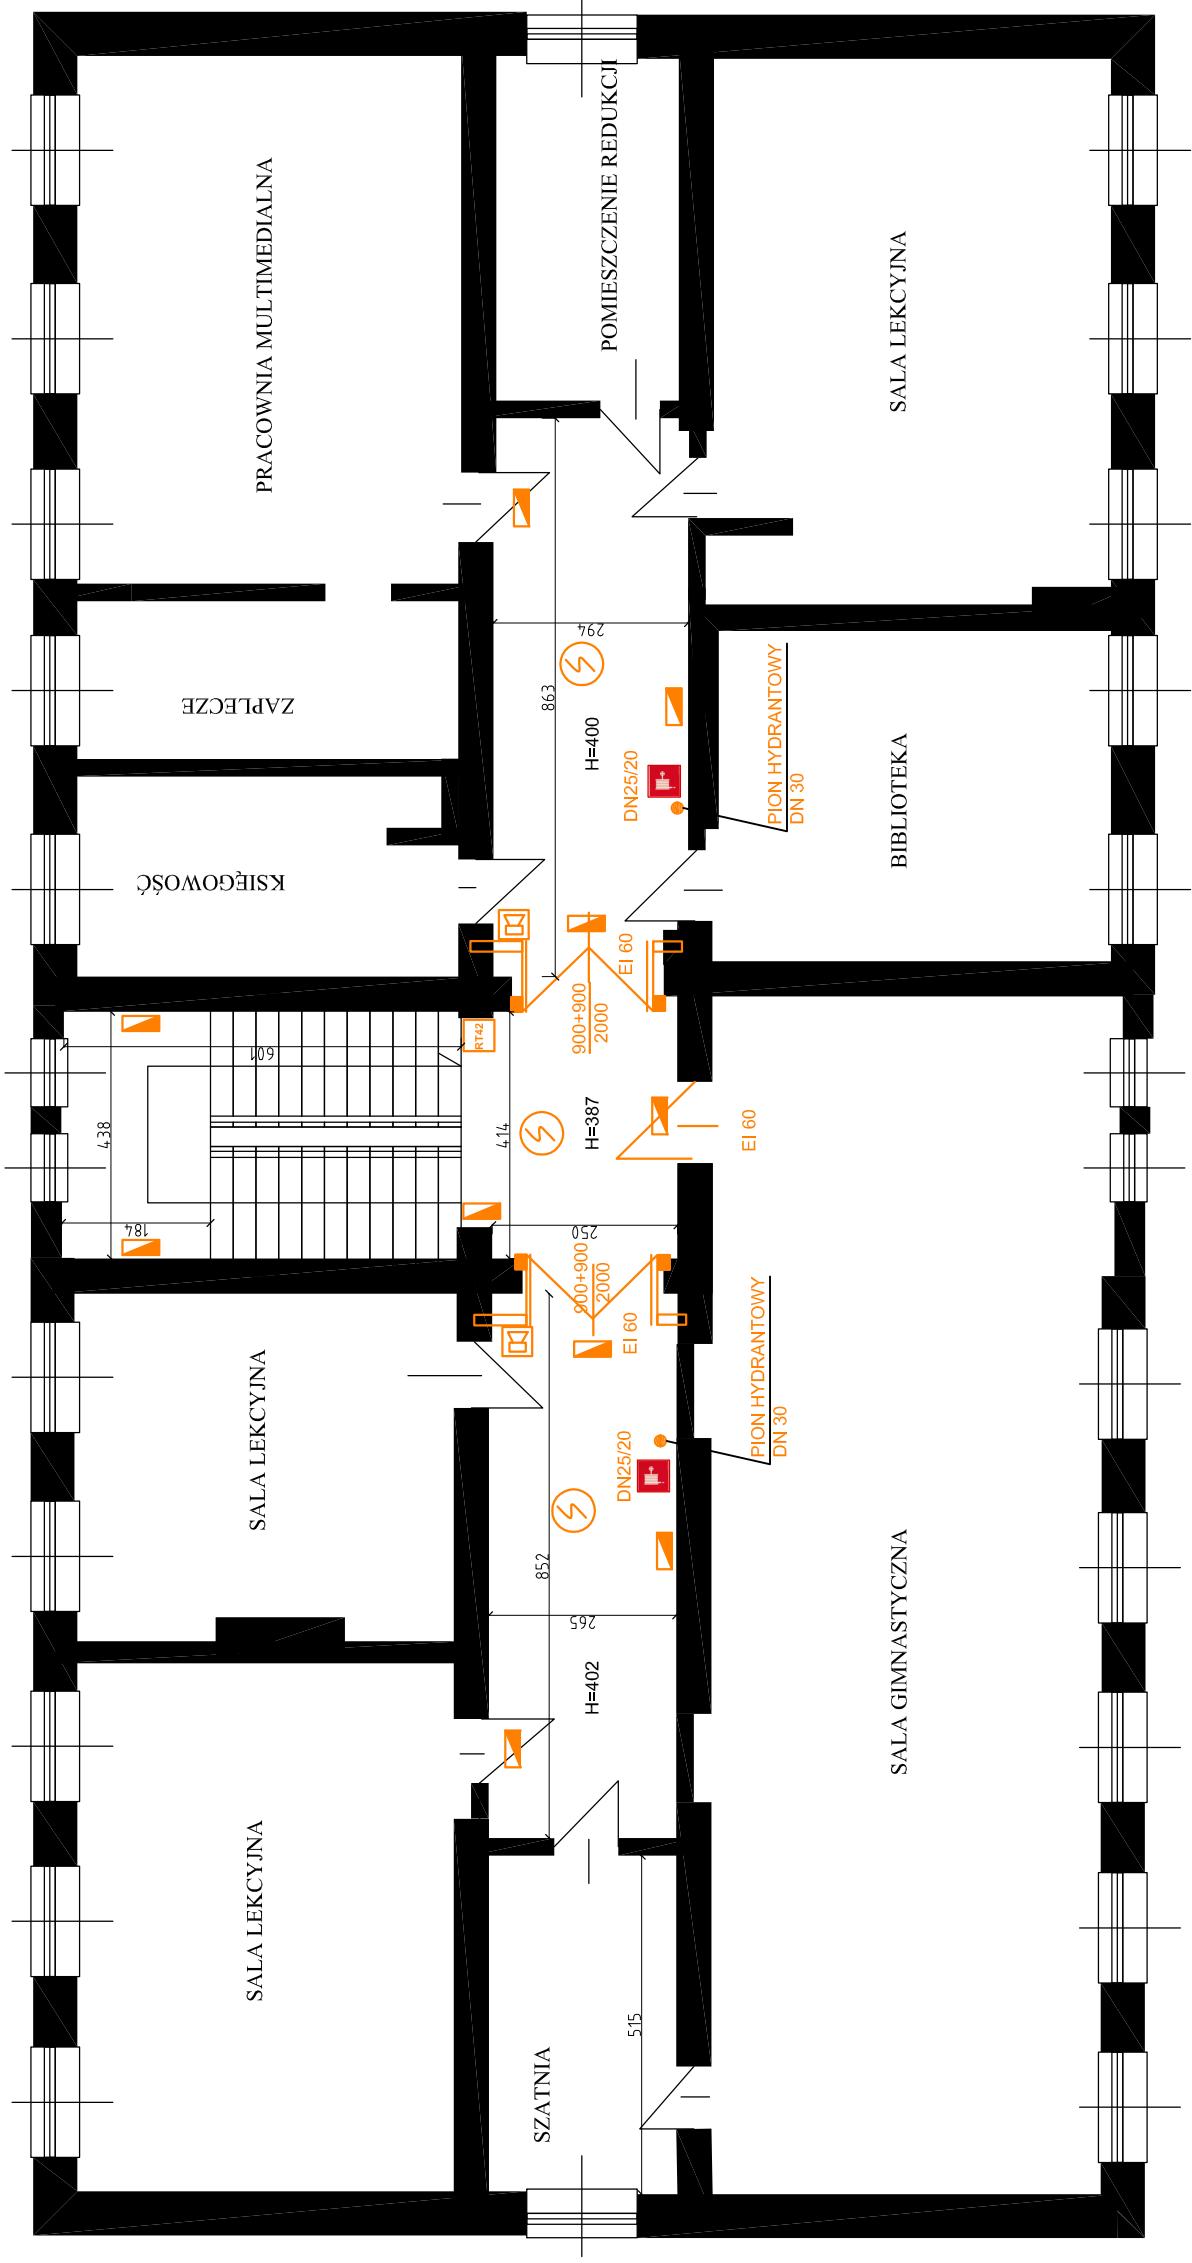 PRACOWNIA MULTIMEDIALNA
POMIESZCZENIE REDUKCJI
SALA LEKCYJNA
ZAPLECZE
294
863
H=400
DN25/20
PION HYDRANTOWY
DN 30
BIBLIOTEKA
KSIĘGOWOŚĆ
EI 60
900+900
2000
RT42
601
438
414
H=387
EI 60
184
250
900+900
2000
EI 60
SALA LEKCYJNA
PION HYDRANTOWY
DN 30
DN25/20
852
265
H=402
SALA GIMNASTYCZNA
SALA LEKCYJNA
515
SZATNIA